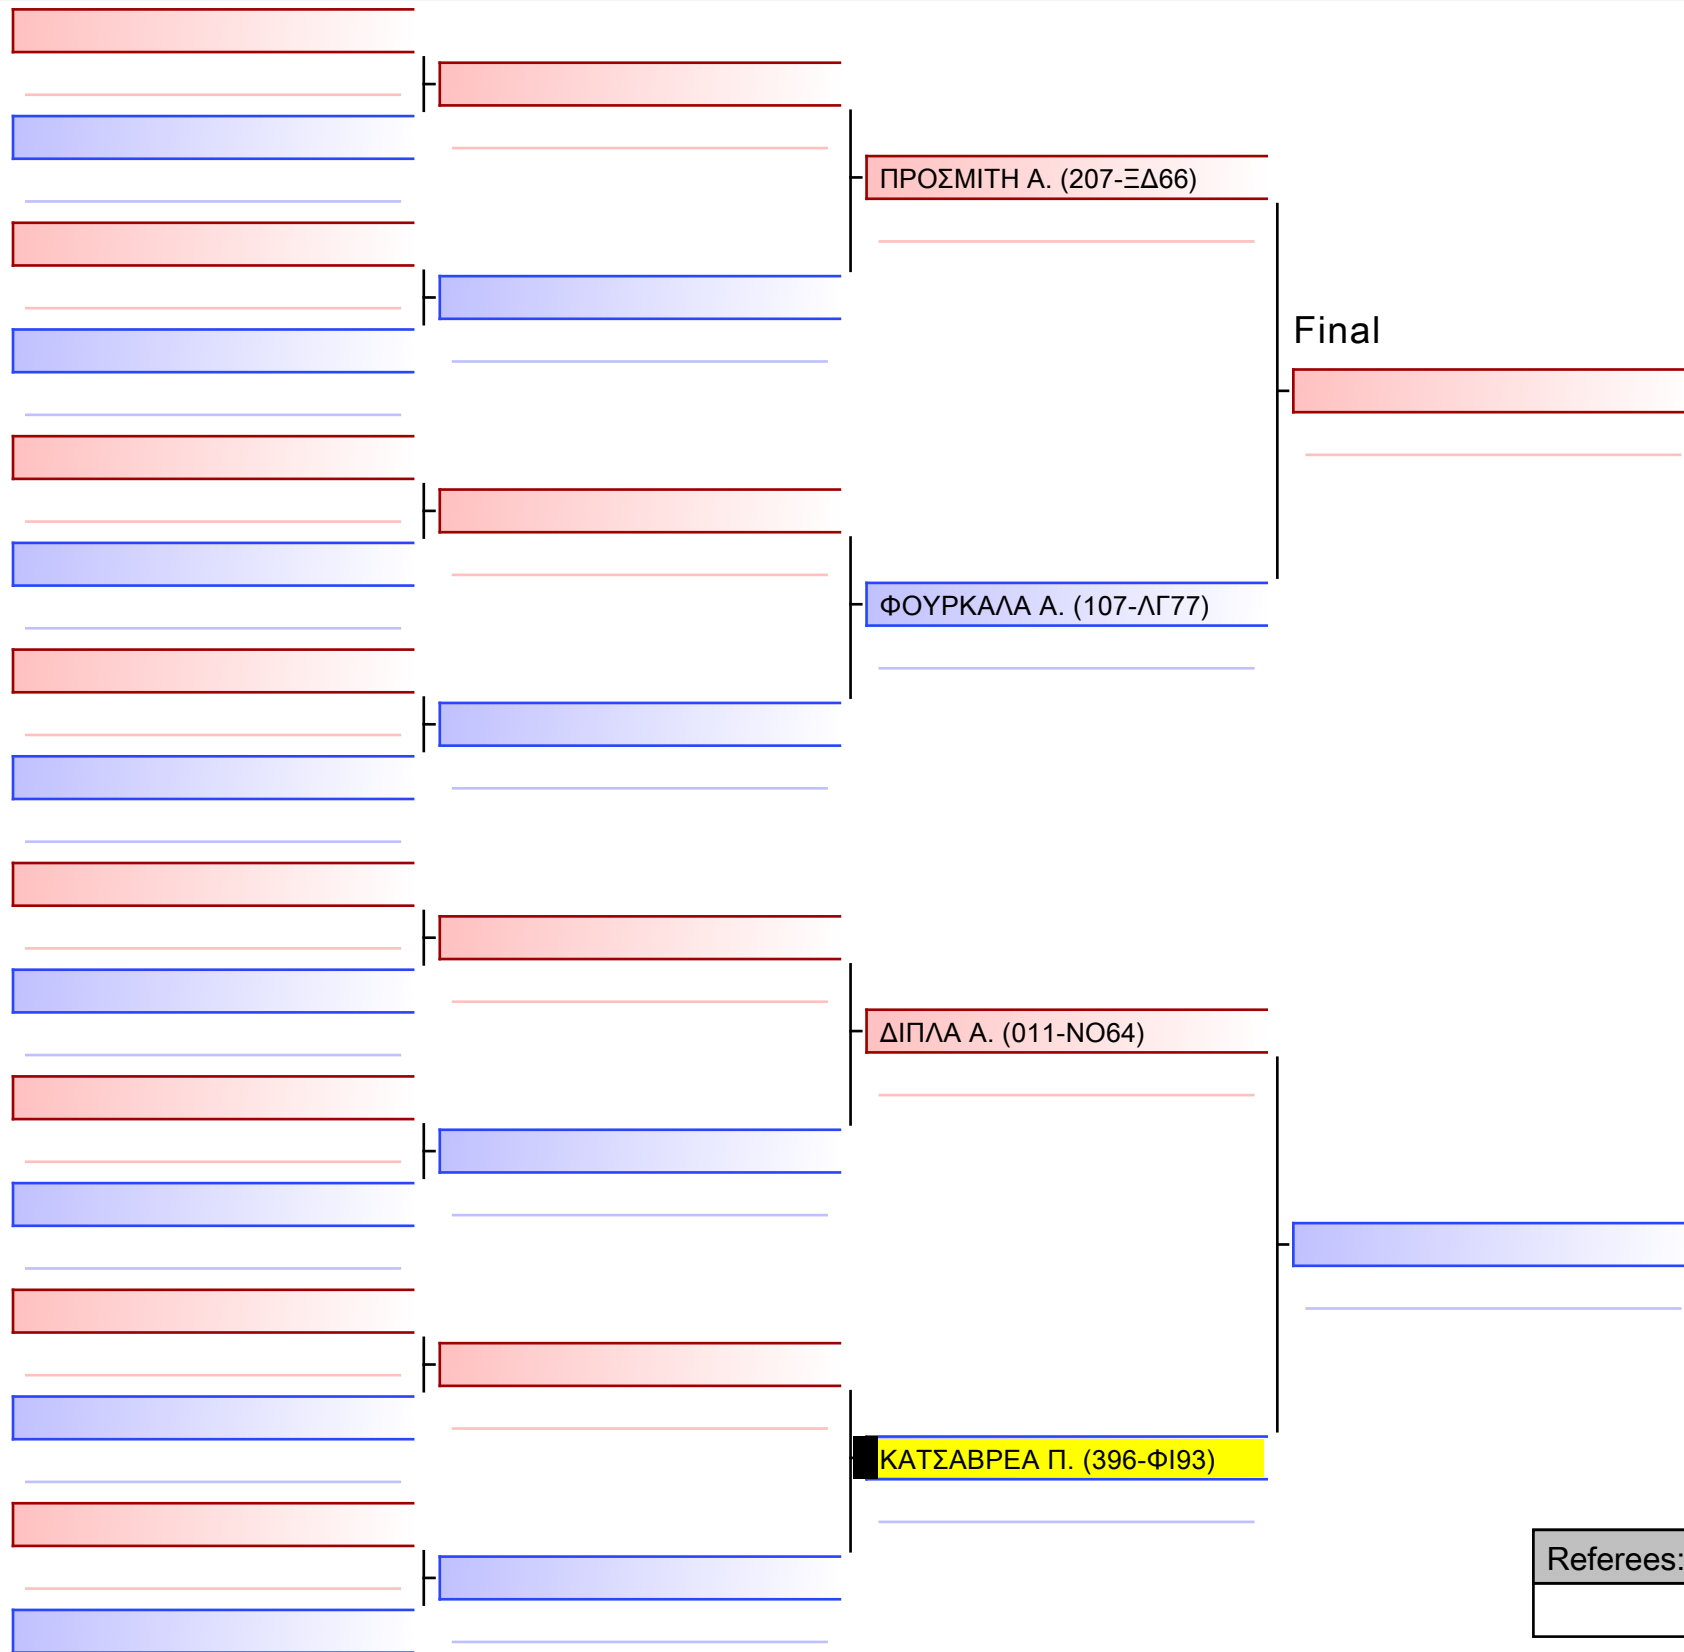 ΠΡΟΣΜΙΤΗ Α. (207-ΞΔ66)
Final
ΦΟΥΡΚΑΛΑ Α. (107-ΛΓ77)
ΔΙΠΛΑ Α. (011-ΝΟ64)
ΚΑΤΣΑΒΡΕΑ Π. (396-ΦΙ93)
Referees: